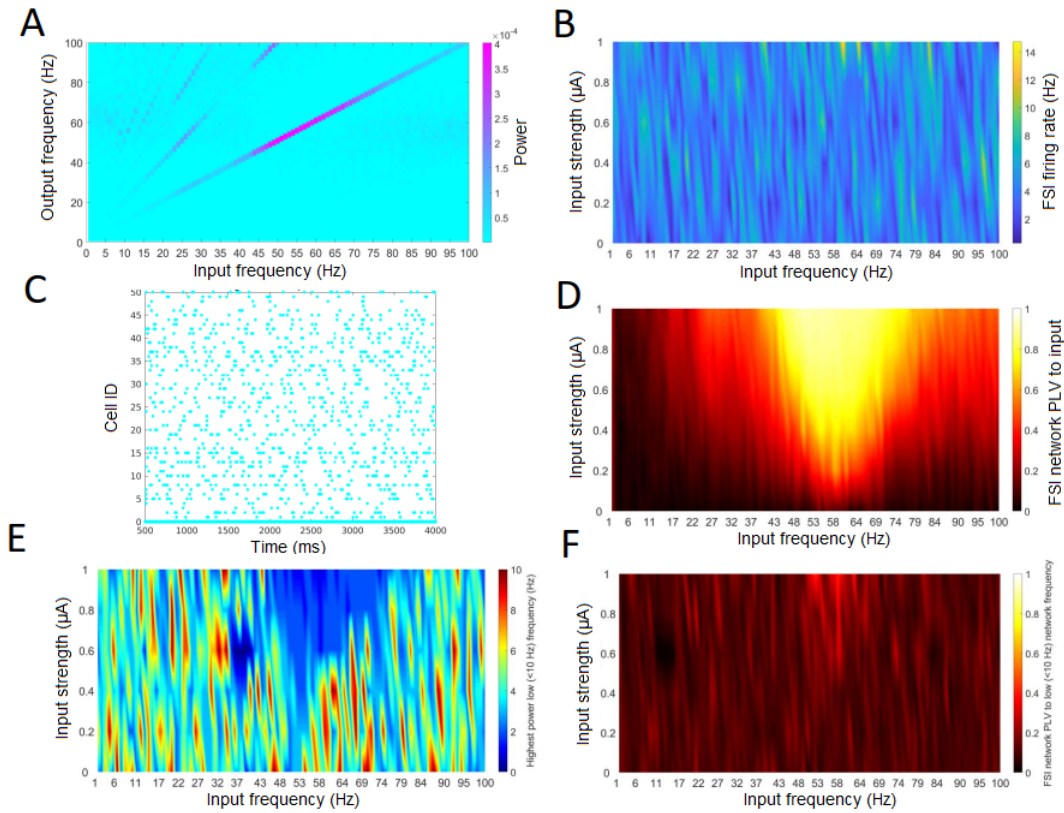 A
Output frequency (Hz)
100
80
60
40
20
0
0 5 10 15 20 25 30 35 40 45 50 55 60 65 70 75 80 85 90 95 100
Input frequency (Hz)
×10⁻⁴
4
3.5
3
2.5
2
1.5
1
0.5
Power
B
Input strength (µA)
1
0.8
0.6
0.4
0.2
0
1 6 11 17 22 27 32 37 43 48 53 58 64 69 74 79 84 90 95 100
Input frequency (Hz)
14
12
10
8
6
4
2
FSI firing rate (Hz)
C
Cell ID
50
45
40
35
30
25
20
15
10
5
0
500 1000 1500 2000 2500 3000 3500 4000
Time (ms)
D
Input strength (µA)
1
0.8
0.6
0.4
0.2
0
1 6 11 17 22 27 32 37 43 48 53 58 64 69 74 79 84 90 95 100
Input frequency (Hz)
1
0.8
0.6
0.4
0.2
0
FSI network PLV to input
E
Input strength (µA)
1
0.8
0.6
0.4
0.2
0
1 6 11 17 22 27 32 37 43 48 53 58 64 69 74 79 84 90 95 100
Input frequency (Hz)
10
8
6
4
2
0
Highest power low (<10 Hz) frequency (Hz)
F
Input strength (µA)
1
0.8
0.6
0.4
0.2
0
1 6 11 17 22 27 32 37 43 48 53 58 64 69 74 79 84 90 95 100
Input frequency (Hz)
1
0.8
0.6
0.4
0.2
0
FSI network PLV to low (<10 Hz) network frequency